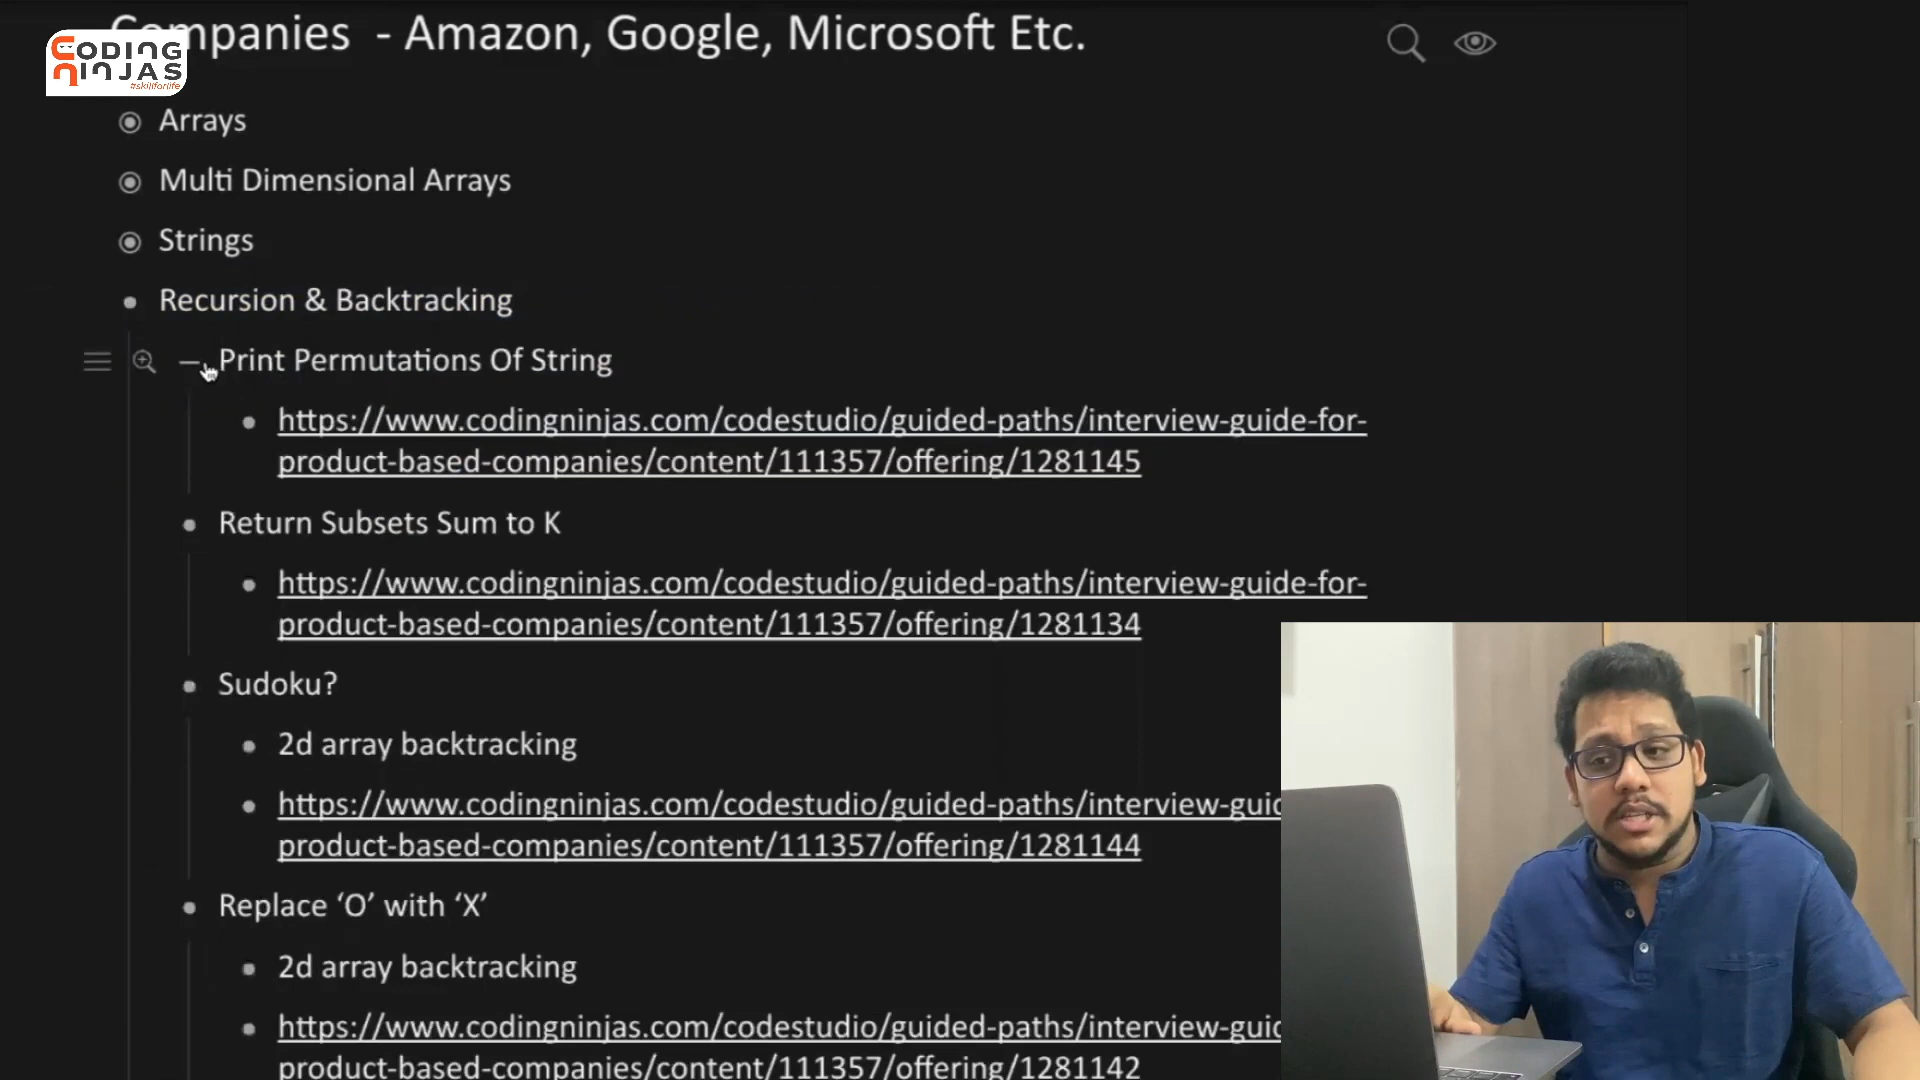 Companies - Amazon, Google, Microsoft Etc.
CODING
NINJAS
#skillforlife
Arrays
Multi Dimensional Arrays
Strings
Recursion & Backtracking
Print Permutations Of String
https://www.codingninjas.com/codestudio/guided-paths/interview-guide-for-
product-based-companies/content/111357/offering/1281145
Return Subsets Sum to K
https://www.codingninjas.com/codestudio/guided-paths/interview-guide-for-
product-based-companies/content/111357/offering/1281134
Sudoku?
2d array backtracking
https://www.codingninjas.com/codestudio/guided-paths/interview-guid
product-based-companies/content/111357/offering/1281144
Replace ‘O’ with ‘X’
2d array backtracking
https://www.codingninjas.com/codestudio/guided-paths/interview-guid
product-based-companies/content/111357/offering/1281142